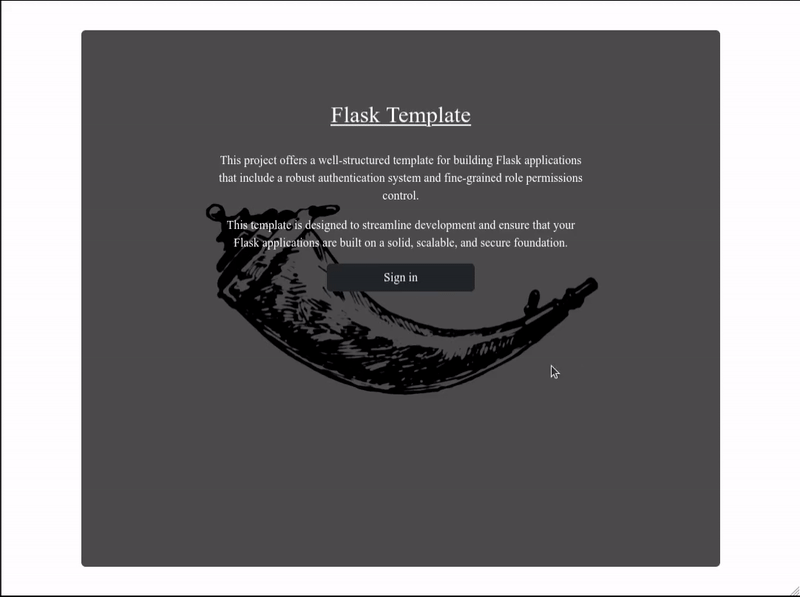 Flask Template
This project offers a well-structured template for building Flask applications
that include a robust authentication system and fine-grained role permissions
control.
This template is designed to streamline development and ensure that your
Flask applications are built on a solid, scalable, and secure foundation.
Sign in